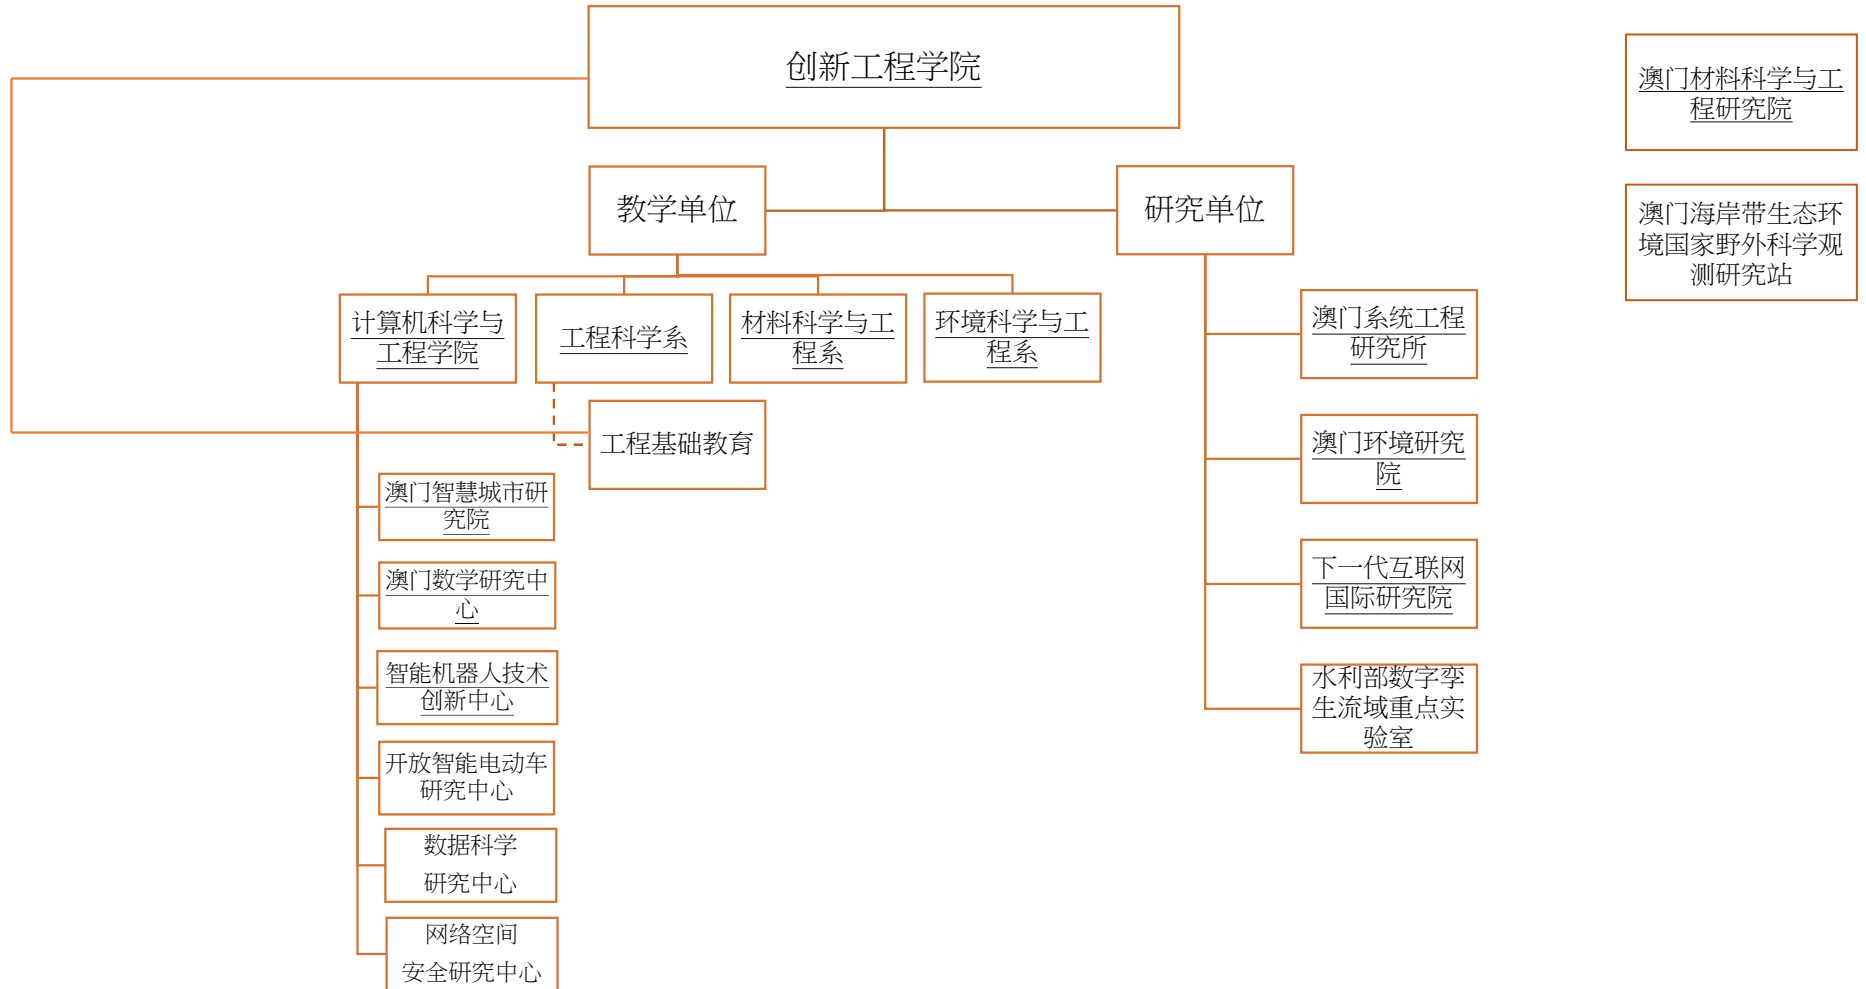 创新工程学院
澳门材料科学与工
程研究院
澳门海岸带生态环
境国家野外科学观
测研究站
教学单位
研究单位
计算机科学与
工程学院
工程科学系
材料科学与工
程系
环境科学与工
程系
工程基础教育
澳门智慧城市研
究院
澳门数学研究中
心
智能机器人技术
创新中心
开放智能电动车
研究中心
数据科学
研究中心
网络空间
安全研究中心
澳门系统工程
研究所
澳门环境研究
院
下一代互联网
国际研究院
水利部数字孪
生流域重点实
验室